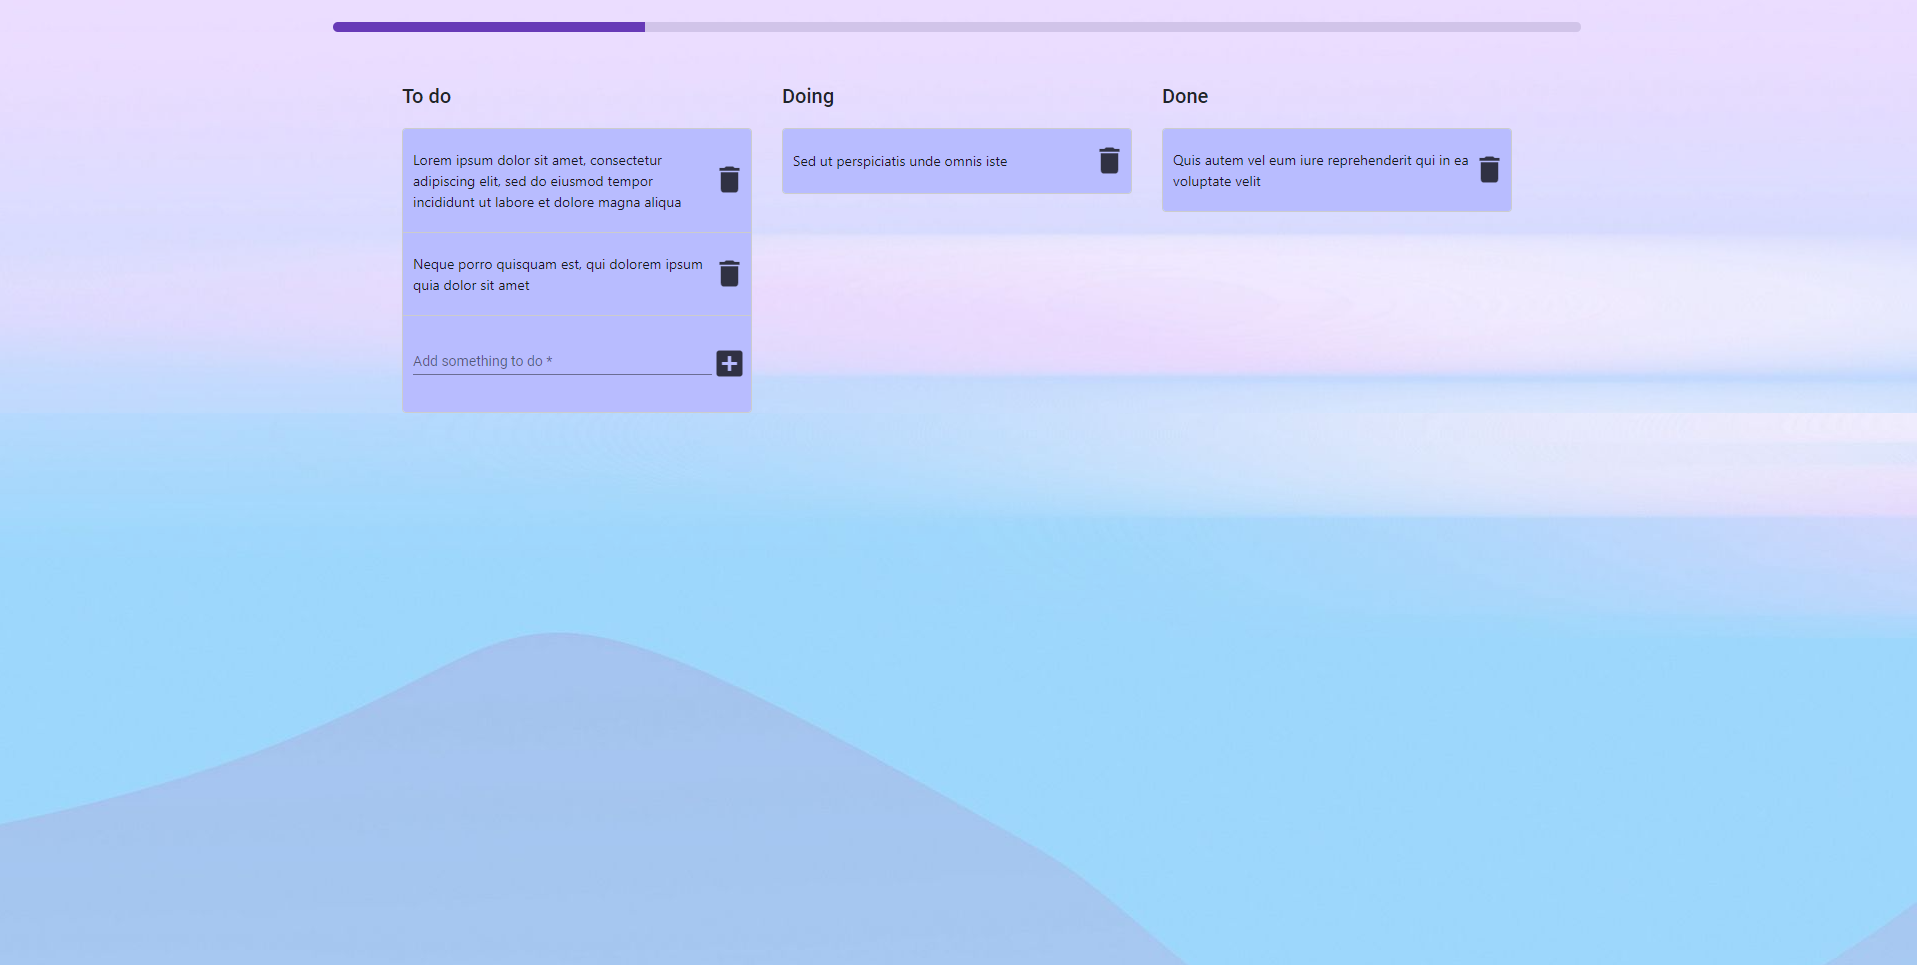 To do
Lorem ipsum dolor sit amet, consectetur
adipiscing elit, sed do eiusmod tempor
incididunt ut labore et dolore magna aliqua
Neque porro quisquam est, qui dolorem ipsum
quia dolor sit amet
Add something to do *
Doing
Sed ut perspiciatis unde omnis iste
Done
Quis autem vel eum iure reprehenderit qui in ea
voluptate velit